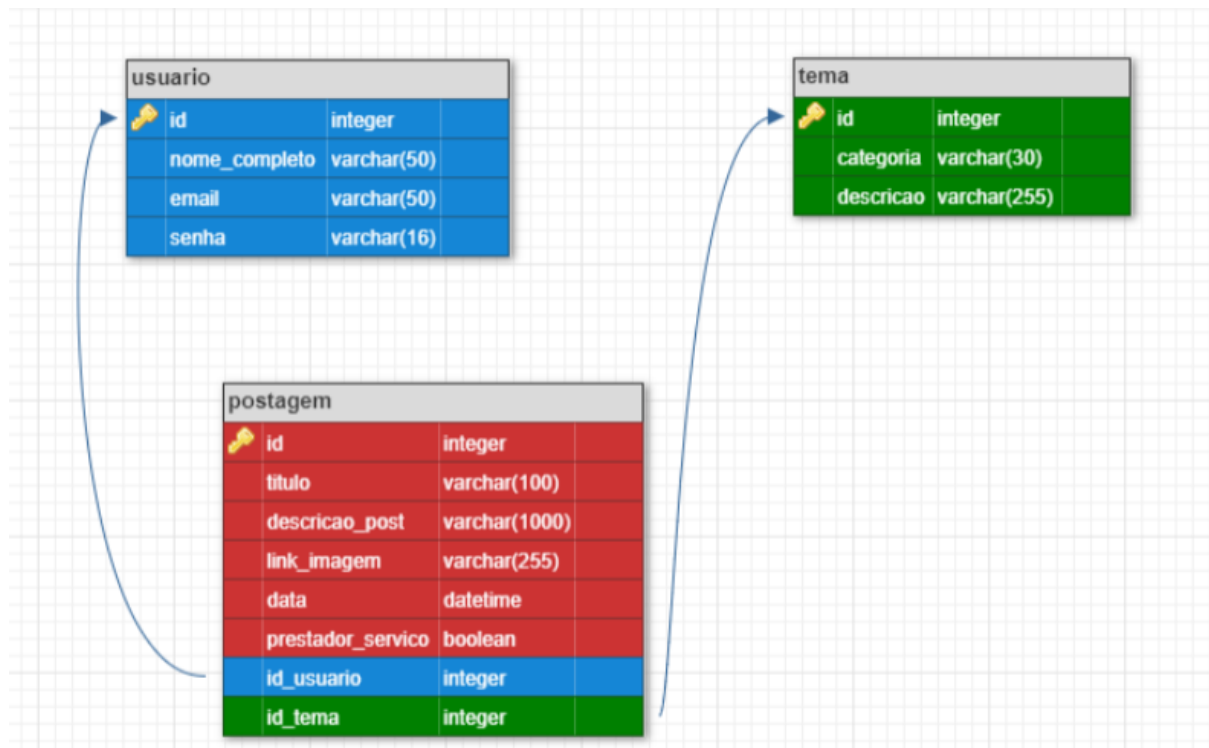 usuario
id integer
nome_completo varchar(50)
email varchar(50)
senha varchar(16)
tema
id integer
categoria varchar(30)
descricao varchar(255)
postagem
id integer
titulo varchar(100)
descricao_post varchar(1000)
link_imagem varchar(255)
data datetime
prestador_servico boolean
id_usuario integer
id_tema integer